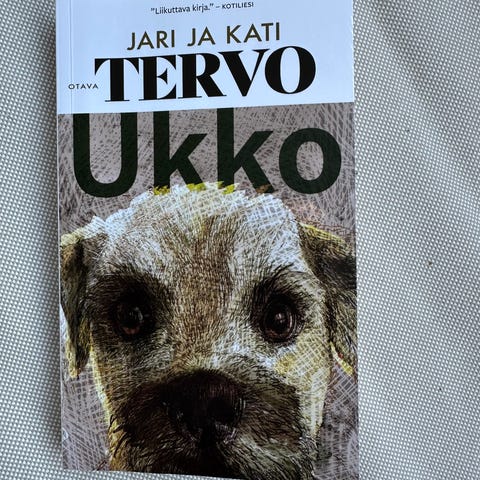 ”Liikuttava kirja.” – KOTILIESI
JARI JA KATI
OTAVA TERVO
Ukko